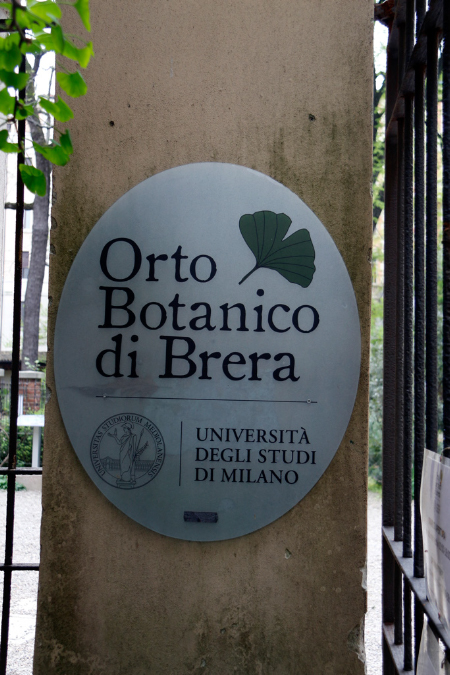 Orto
Botanico
di Brera
UNIVERSITÀ
DEGLI STUDI
DI MILANO